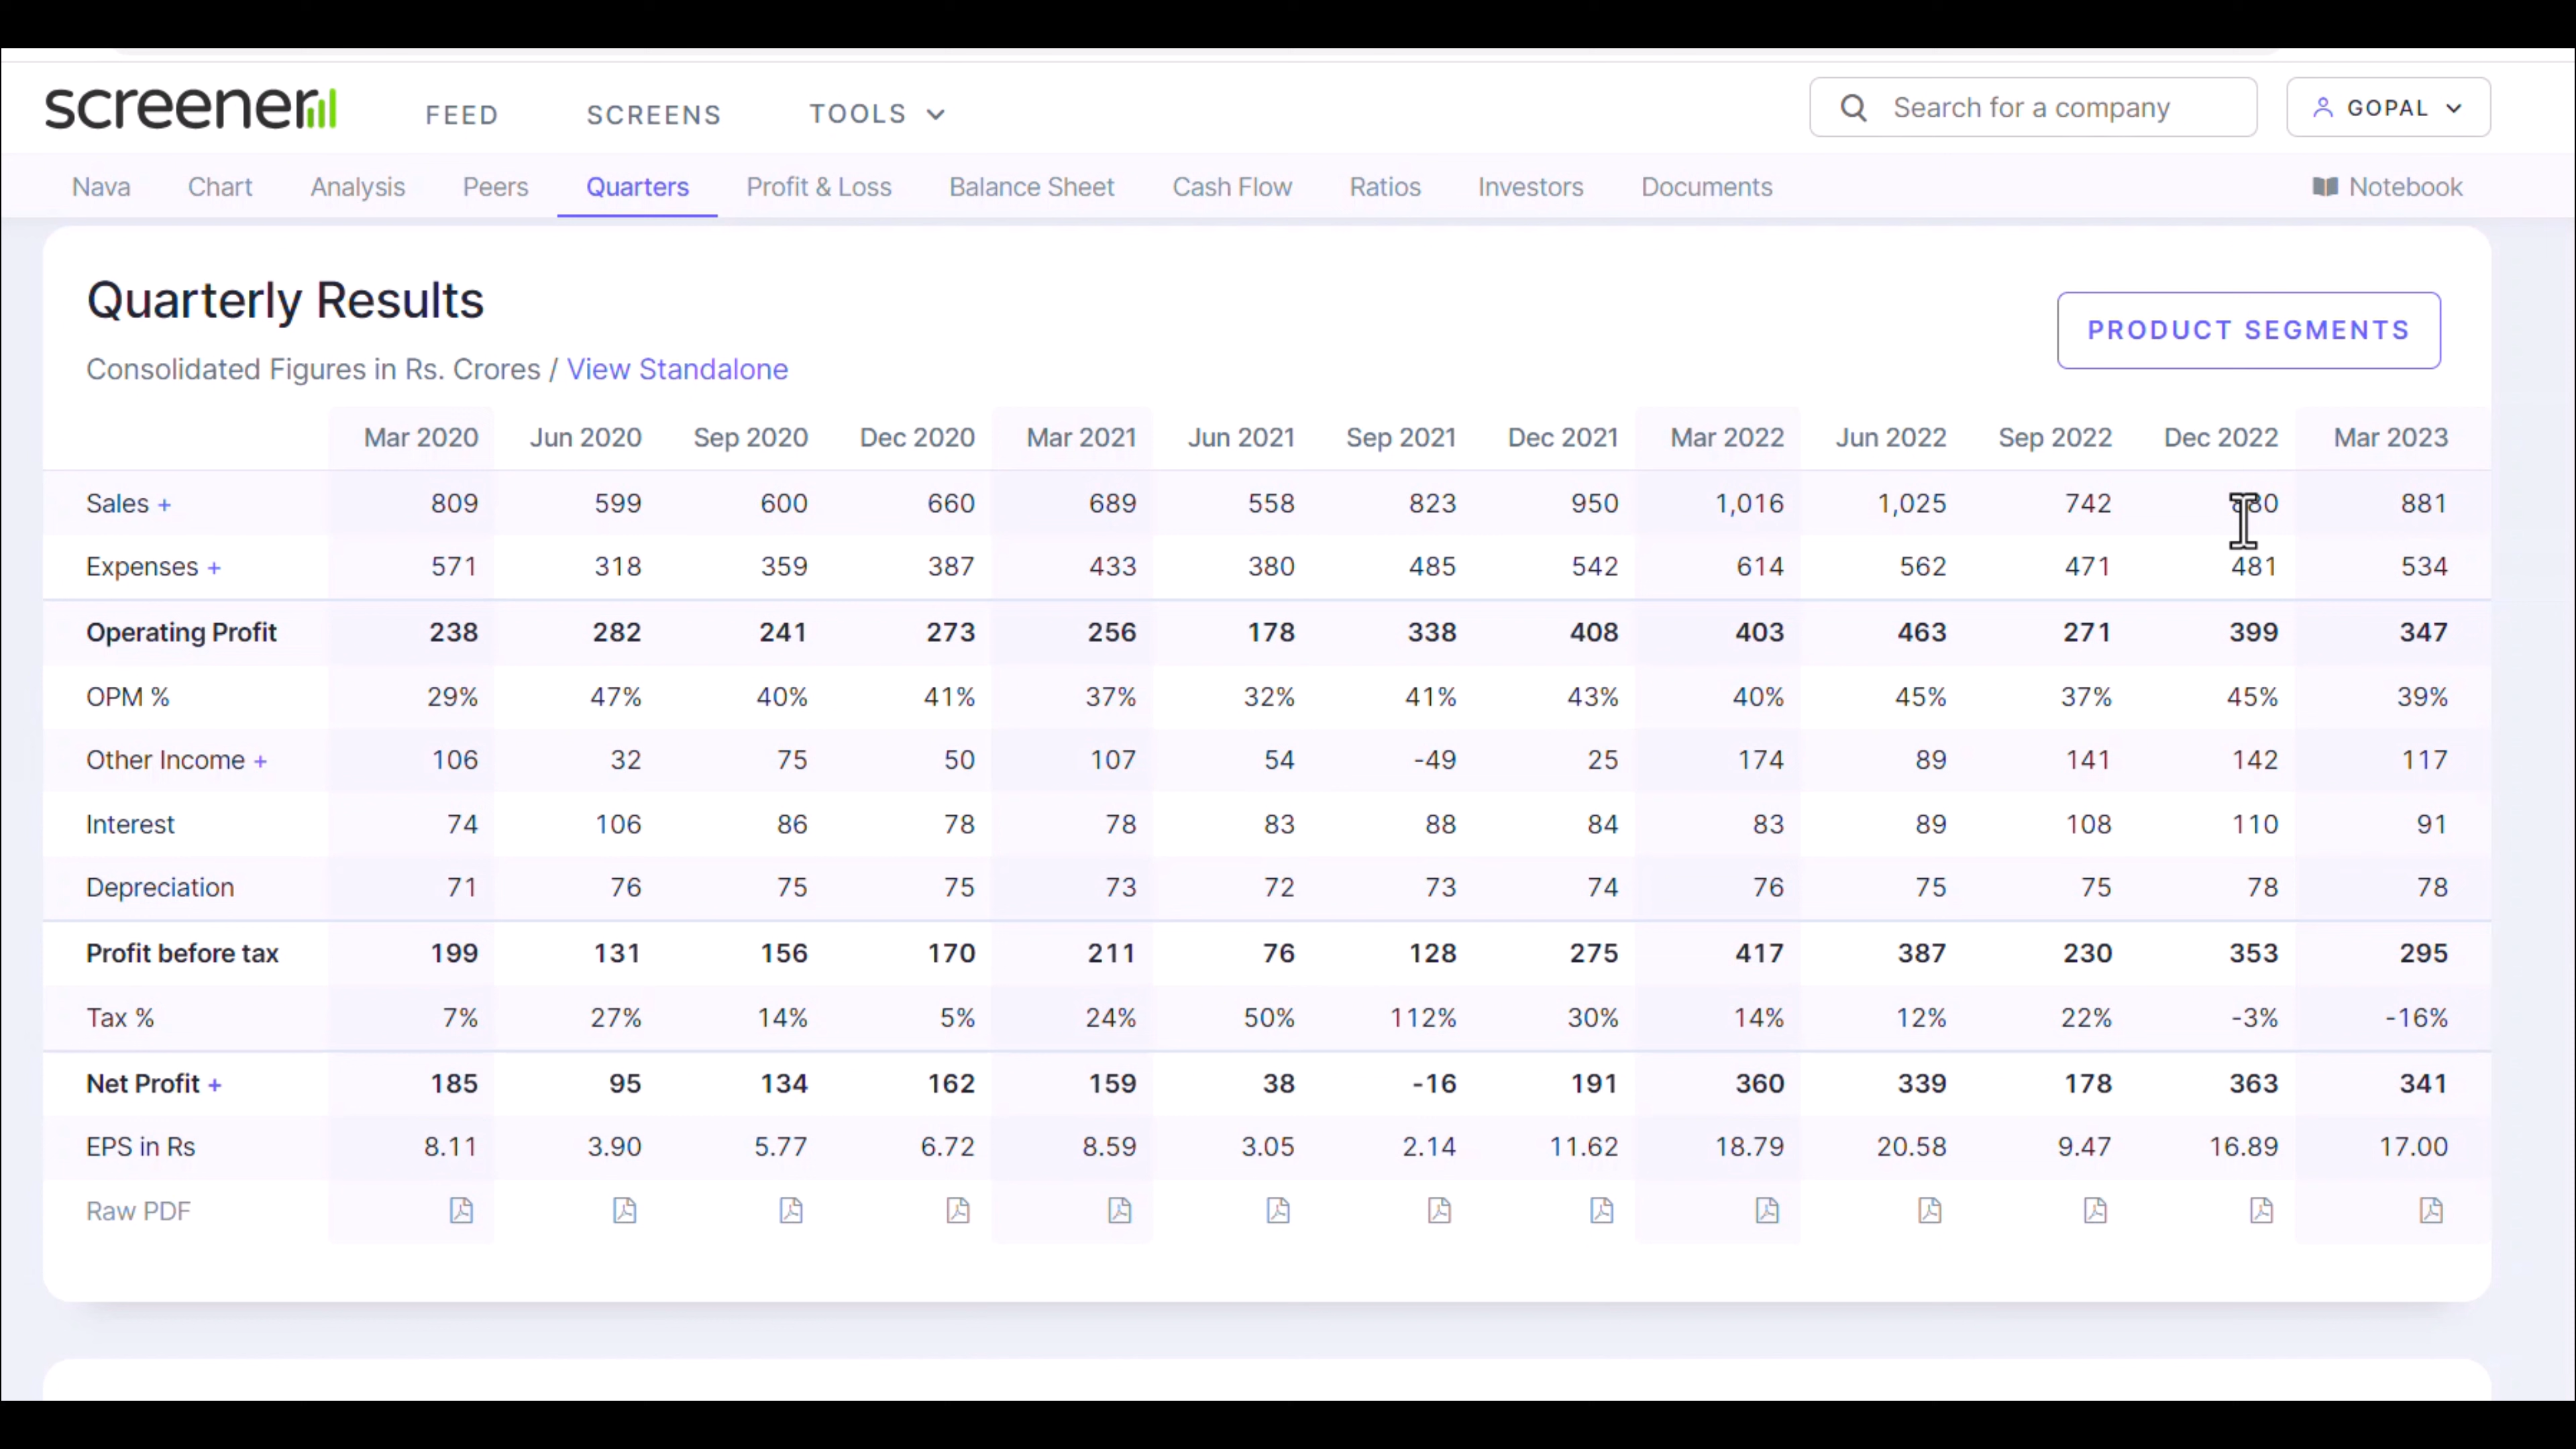 screener
FEED SCREENS TOOLS
Search for a company
GOPAL
Nava Chart Analysis Peers Quarters Profit & Loss Balance Sheet Cash Flow Ratios Investors Documents Notebook
Quarterly Results
PRODUCT SEGMENTS
Consolidated Figures in Rs. Crores / View Standalone
Mar 2020 Jun 2020 Sep 2020 Dec 2020 Mar 2021 Jun 2021 Sep 2021 Dec 2021 Mar 2022 Jun 2022 Sep 2022 Dec 2022 Mar 2023
Sales + 809 599 600 660 689 558 823 950 1,016 1,025 742 881
Expenses + 571 318 359 387 433 380 485 542 614 562 471 481 534
Operating Profit 238 282 241 273 256 178 338 408 403 463 271 399 347
OPM % 29% 47% 40% 41% 37% 32% 41% 43% 40% 45% 37% 45% 39%
Other Income + 106 32 75 50 107 54 -49 25 174 89 141 142 117
Interest 74 106 86 78 78 83 88 84 83 89 108 110 91
Depreciation 71 76 75 75 73 72 73 74 76 75 75 78 78
Profit before tax 199 131 156 170 211 76 128 275 417 387 230 353 295
Tax % 7% 27% 14% 5% 24% 50% 112% 30% 14% 12% 22% -3% -16%
Net Profit + 185 95 134 162 159 38 -16 191 360 339 178 363 341
EPS in Rs 8.11 3.90 5.77 6.72 8.59 3.05 2.14 11.62 18.79 20.58 9.47 16.89 17.00
Raw PDF